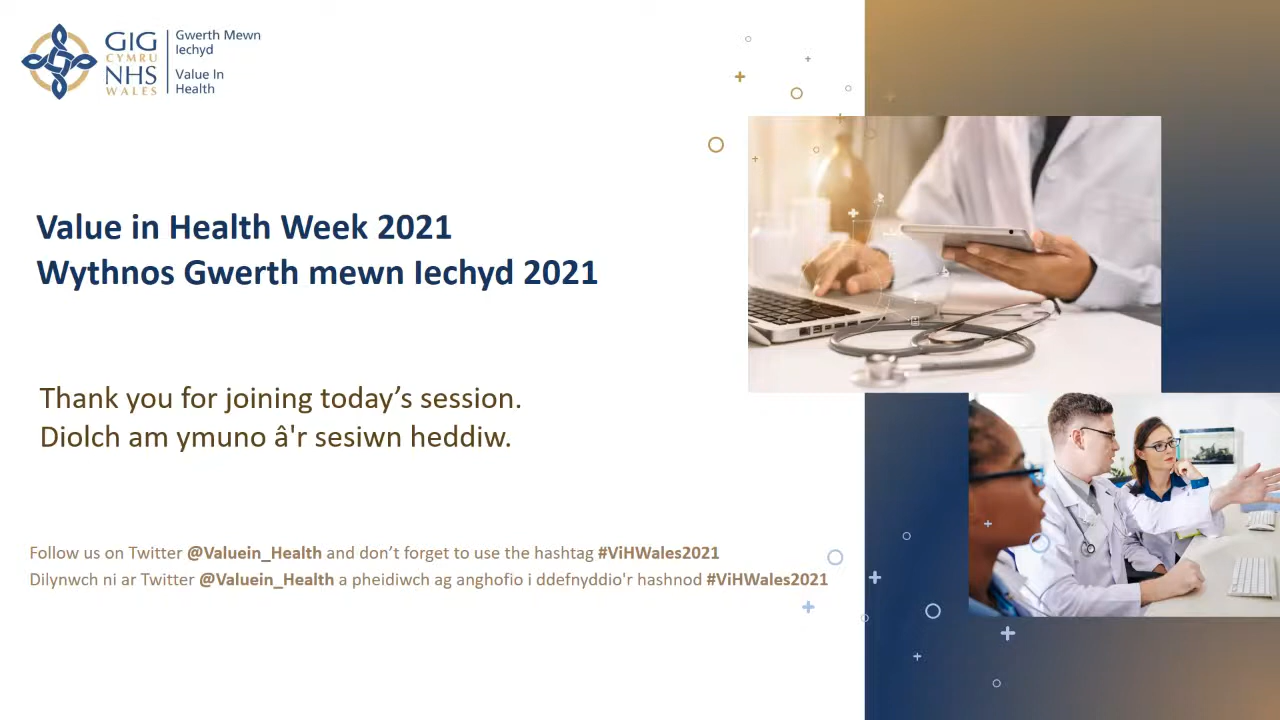 GIG
CYMRU
NHS
WALES
Gwerth Mewn
Iechyd
Value In
Health
Value in Health Week 2021
Wythnos Gwerth mewn Iechyd 2021
Thank you for joining today’s session.
Diolch am ymuno â'r sesiwn heddiw.
Follow us on Twitter @Valuein_Health and don’t forget to use the hashtag #ViHWales2021
Dilynwch ni ar Twitter @Valuein_Health a pheidiwch ag anghofio i ddefnyddio'r hashnod #ViHWales2021